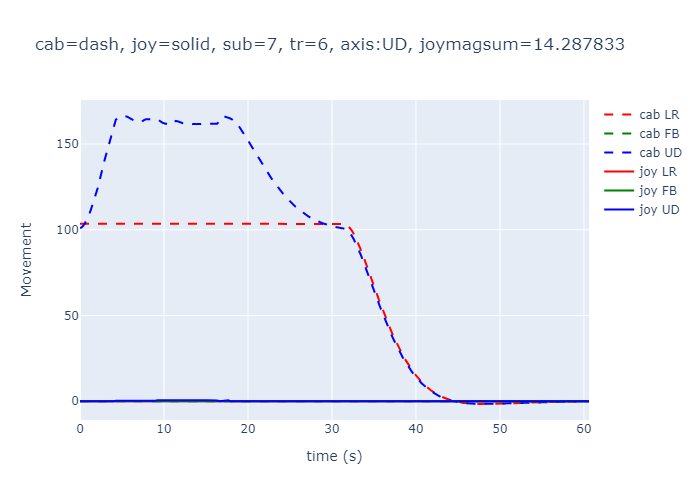 cab=dash, joy=solid, sub=7, tr=6, axis:UD, joymagsum=14.287833
cab LR
cab FB
cab UD
joy LR
joy FB
joy UD
150
100
50
0
Movement
0
10
20
30
40
50
60
time (s)